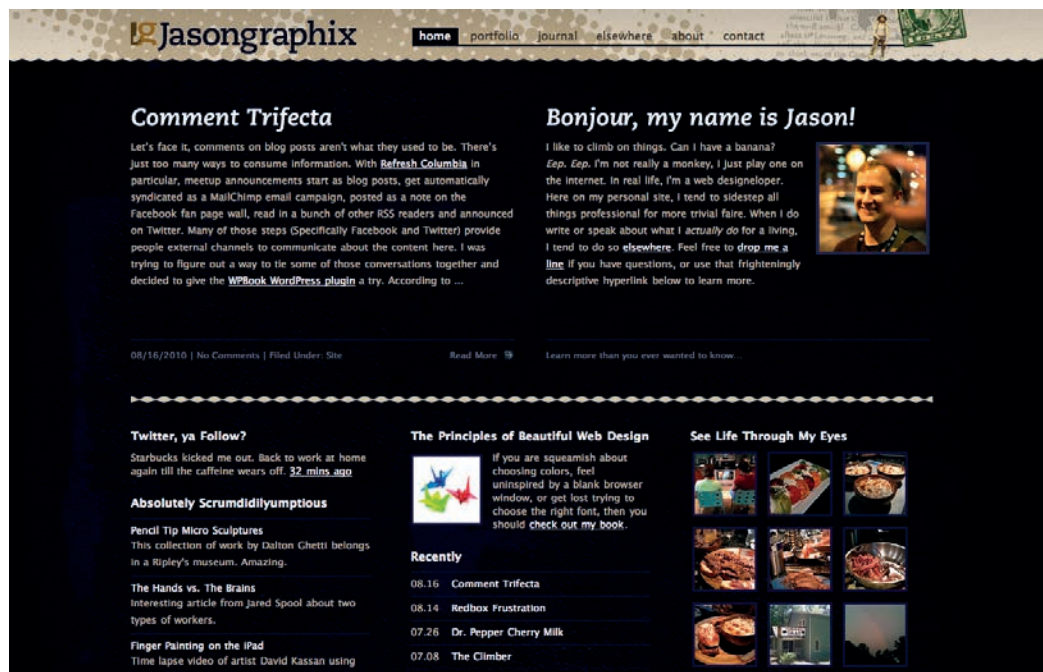 Jasongraphix
home portfolio journal elsewhere about contact
Comment Trifecta
Let's face it, comments on blog posts aren't what they used to be. There's
just too many ways to consume information. With Refresh Columbia in
particular, meetup announcements start as blog posts, get automatically
syndicated as a MailChimp email campaign, posted as a note on the
Facebook fan page wall, read in a bunch of other RSS readers and announced
on Twitter. Many of those steps (Specifically Facebook and Twitter) provide
people external channels to communicate about the content here. I was
trying to figure out a way to tie some of those conversations together and
decided to give the WPBook WordPress plugin a try. According to ...
08/16/2010 | No Comments | Filed Under: Site
Read More
Bonjour, my name is Jason!
I like to climb on things. Can I have a banana?
Eep. Eep. I'm not really a monkey, I just play one on
the internet. In real life, I'm a web designeloper.
Here on my personal site, I tend to sidestep all
things professional for more trivial faire. When I do
write or speak about what I actually do for a living,
I tend to do so elsewhere. Feel free to drop me a
line if you have questions, or use that frighteningly
descriptive hyperlink below to learn more.
Learn more than you ever wanted to know...
Twitter, ya Follow?
Starbucks kicked me out. Back to work at home
again till the caffeine wears off. 32 mins ago
Absolutely Scrumdidilyumptious
Pencil Tip Micro Sculptures
This collection of work by Dalton Ghetti belongs
in a Ripley's museum. Amazing.
The Hands vs. The Brains
Interesting article from Jared Spool about two
types of workers.
Finger Painting on the iPad
Time lapse video of artist David Kassan using
The Principles of Beautiful Web Design
If you are squeamish about
choosing colors, feel
uninspired by a blank browser
window, or get lost trying to
choose the right font, then you
should check out my book.
Recently
08.16 Comment Trifecta
08.14 Redbox Frustration
07.26 Dr. Pepper Cherry Milk
07.08 The Climber
See Life Through My Eyes